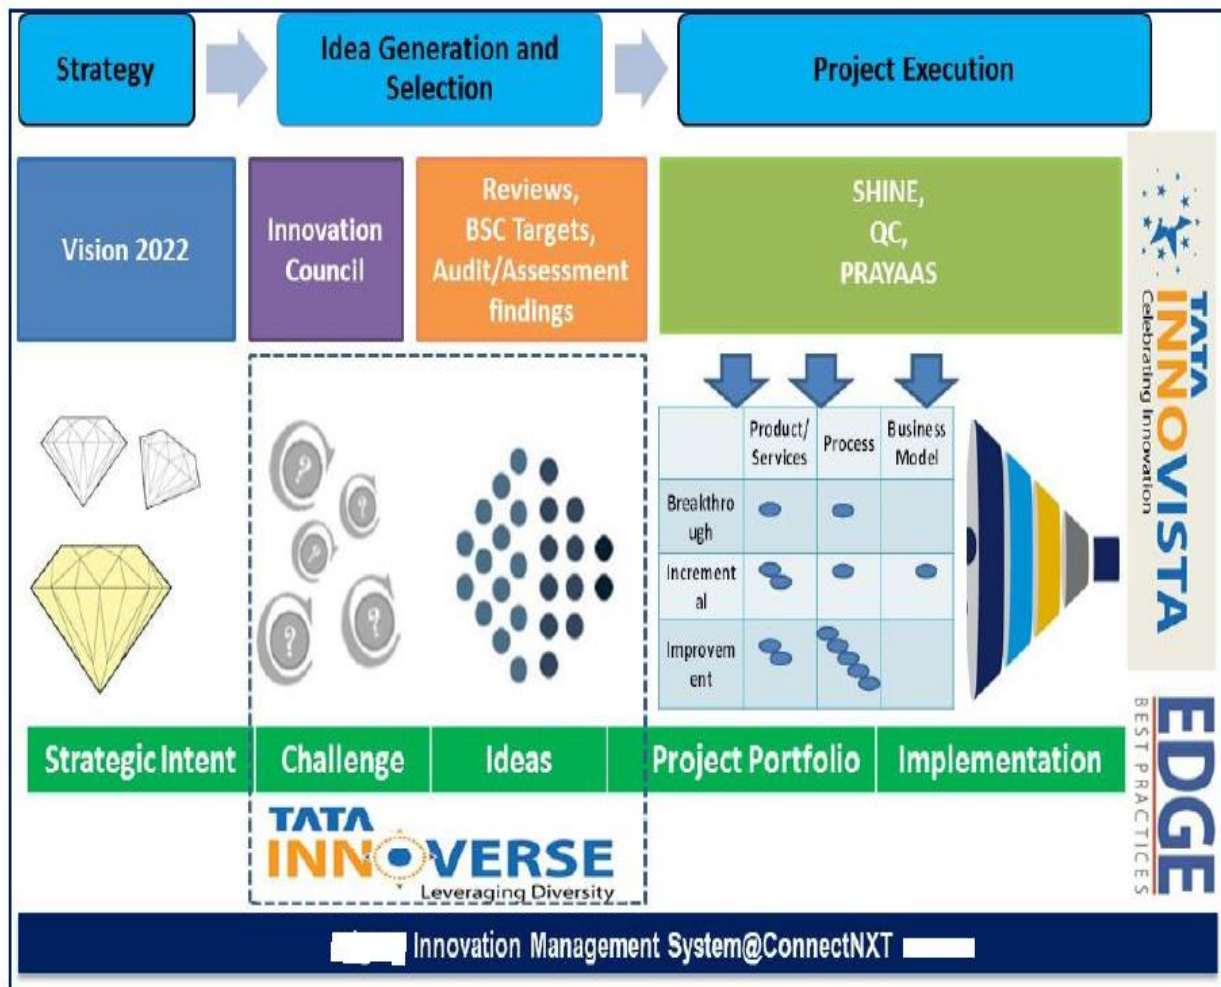 Strategy
Idea Generation and
Selection
Project Execution
Vision 2022
Innovation
Council
Reviews,
BSC Targets,
Audit/Assessment
findings
SHINE,
QC,
PRAYAAS
Product/
Services
Process
Business
Model
Breakthro
ugh
Increment
al
Improvem
ent
?
?
?
?
?
Strategic Intent
Challenge
Ideas
Project Portfolio
Implementation
TATA
INNOVERSE
Leveraging Diversity
TATA
INNOVISTA
Celebrating Innovation
EDGE
BEST PRACTICES
Innovation Management System@ConnectNXT